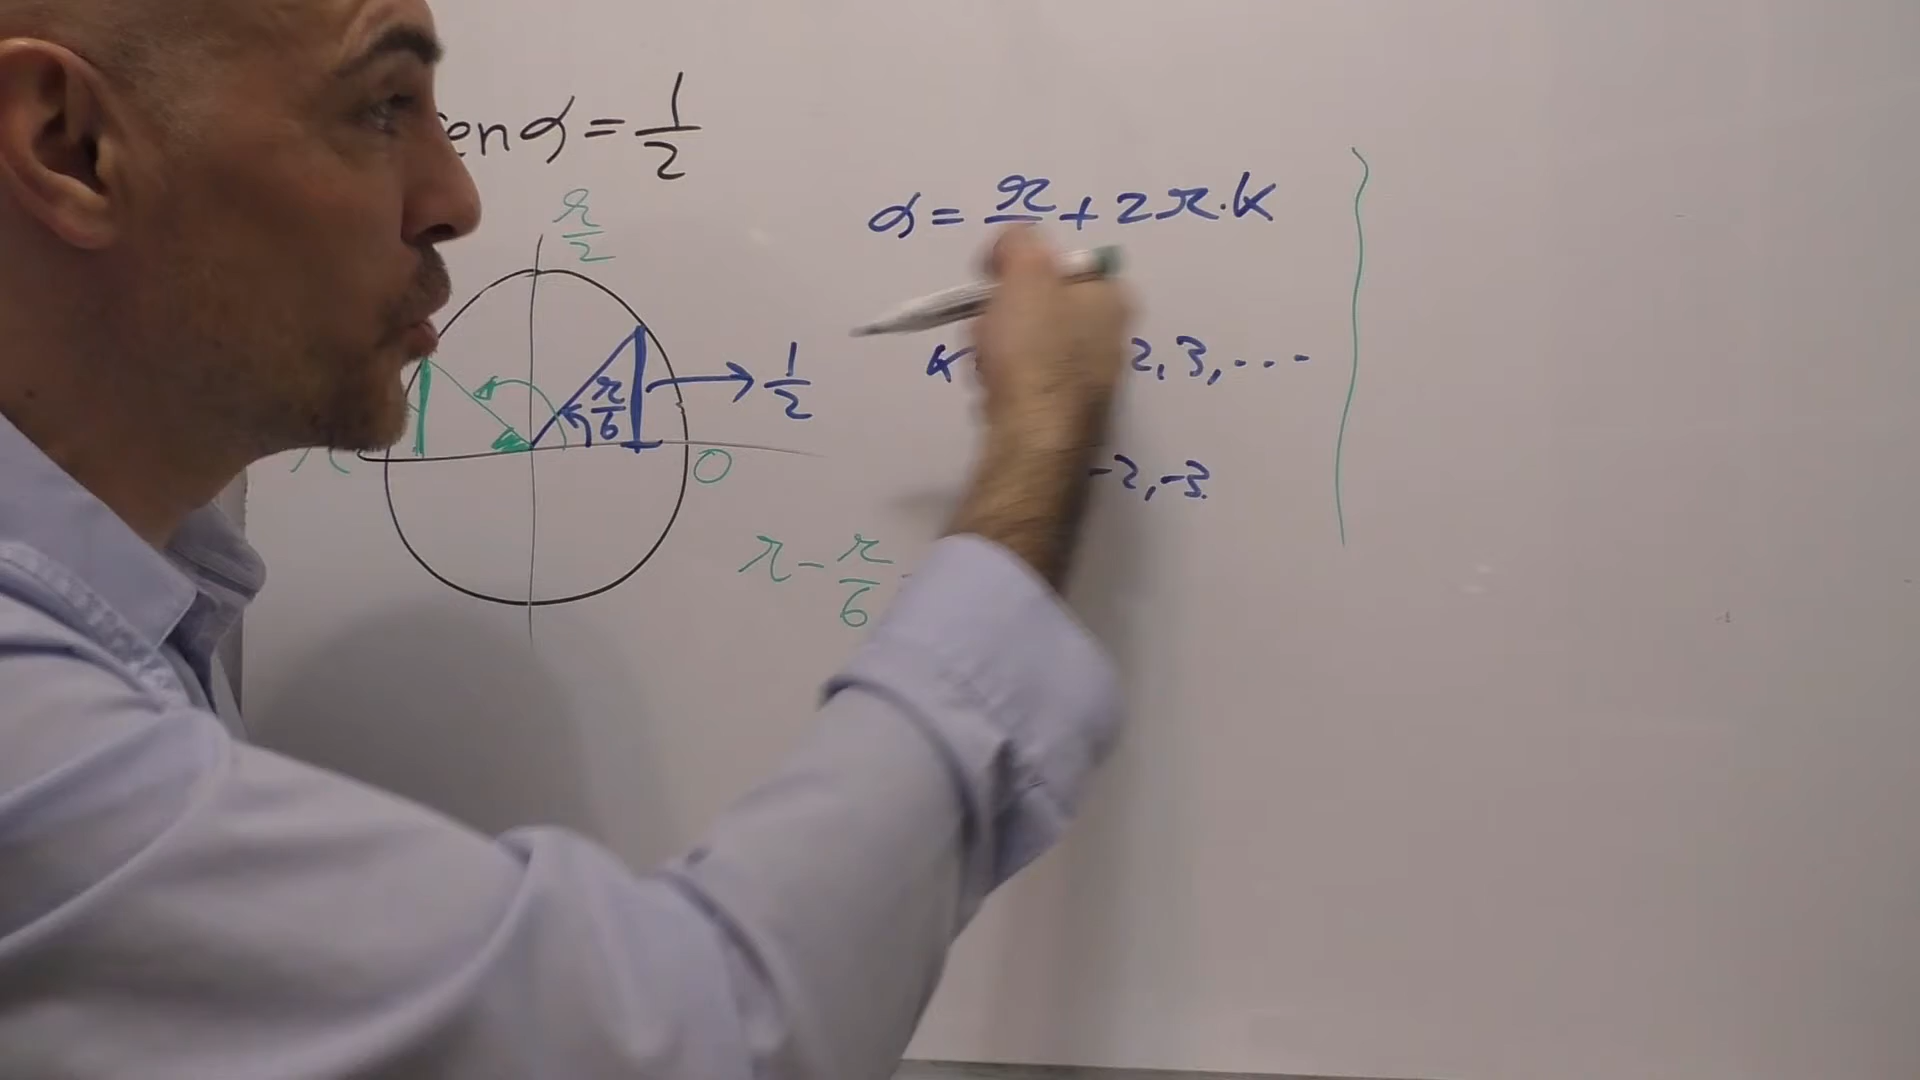 en α = 1/2
π/2
α = π + 2π·k
π/6
→ 1/2
k 2, 3, ...
π
0
-2, -3.
π - π/6